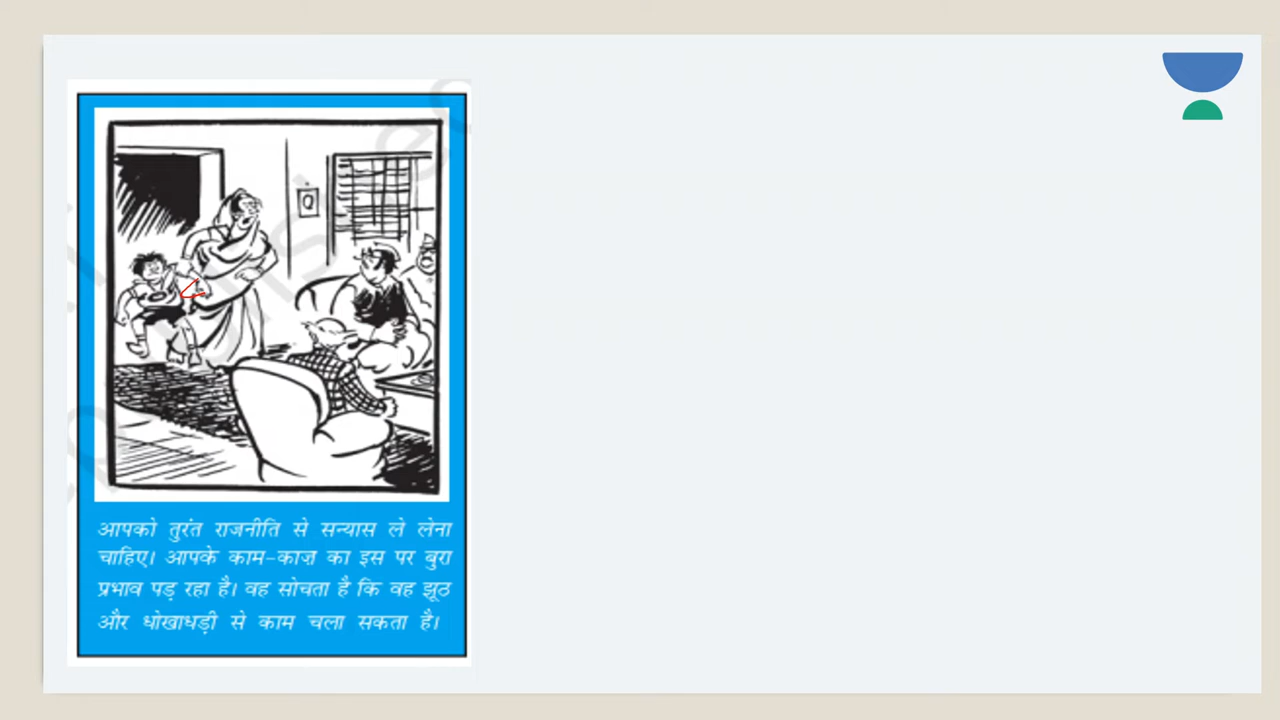 आपको तुरंत राजनीति से सन्यास ले लेना
चाहिए। आपके काम-काज़ का इस पर बुरा
प्रभाव पड़ रहा है। वह सोचता है कि वह झूठ
और धोखाधड़ी से काम चला सकता है।